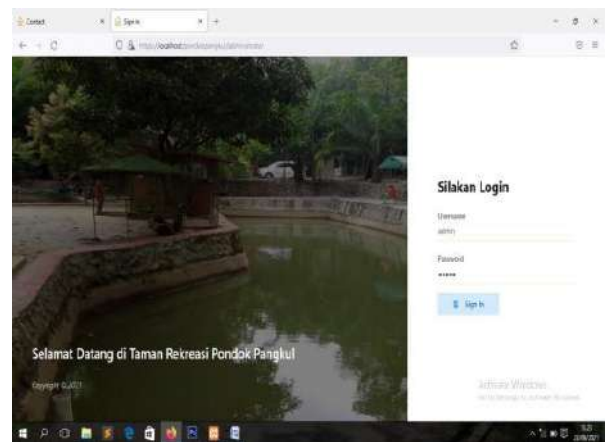 Contact
Sign in
Silakan Login
Username
admin
Password
Sign In
Selamat Datang di Taman Rekreasi Pondok Pangkul
Copyright © 2021
Activate Windows